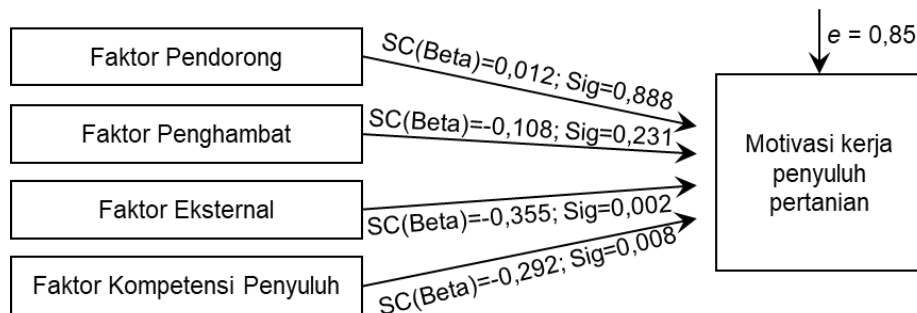 Faktor Pendorong
SC(Beta)=0,012; Sig=0,888
e = 0,85
Faktor Penghambat
SC(Beta)=-0,108; Sig=0,231
Motivasi kerja
penyuluh
pertanian
Faktor Eksternal
SC(Beta)=-0,355; Sig=0,002
Faktor Kompetensi Penyuluh
SC(Beta)=-0,292; Sig=0,008